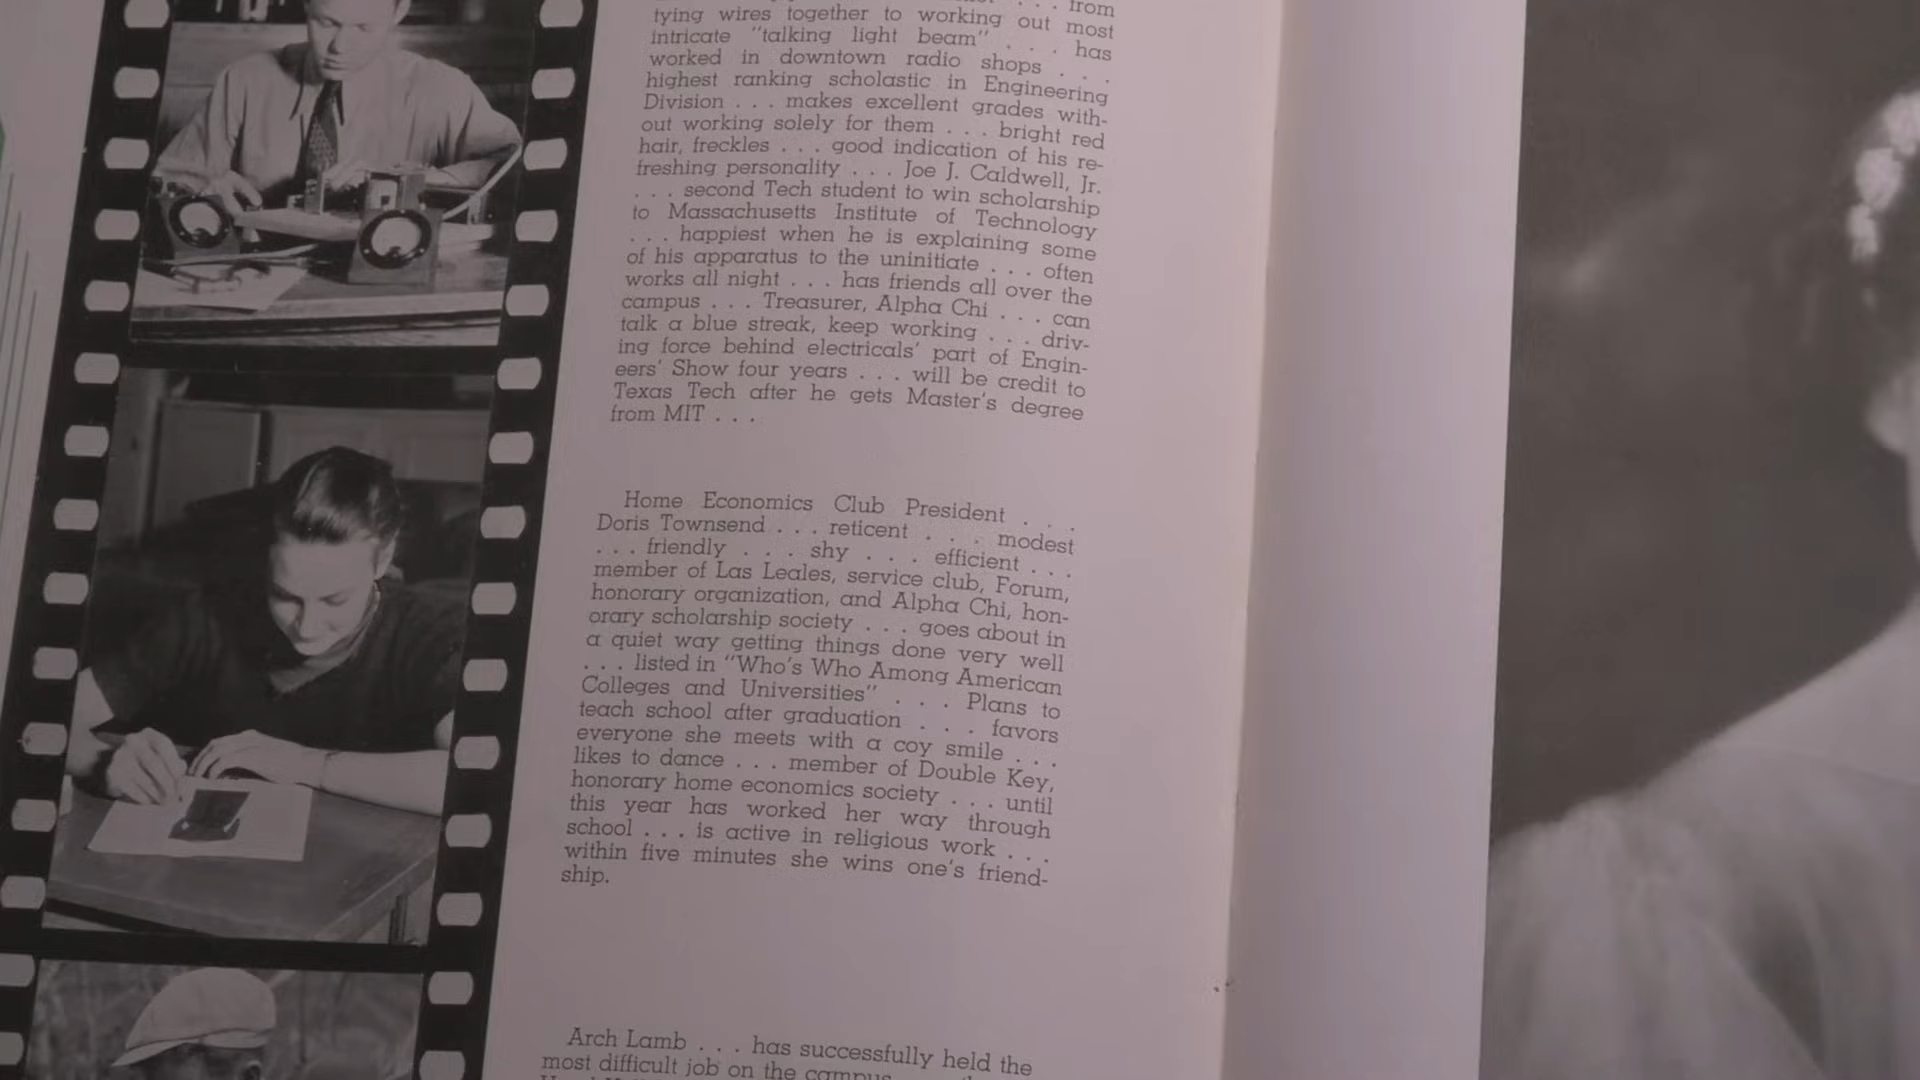 . . . from
tying wires together to working out most
intricate "talking light beam" . . . has
worked in downtown radio shops . . .
highest ranking scholastic in Engineering
Division . . . makes excellent grades with-
out working solely for them . . . bright red
hair, freckles . . . good indication of his re-
freshing personality . . . Joe J. Caldwell, Jr.
. . . second Tech student to win scholarship
to Massachusetts Institute of Technology
. . . happiest when he is explaining some
of his apparatus to the uninitiate . . . often
works all night . . . has friends all over the
campus . . . Treasurer, Alpha Chi . . . can
talk a blue streak, keep working . . . driv-
ing force behind electricals' part of Engin-
eers' Show four years . . . will be credit to
Texas Tech after he gets Master's degree
from MIT . . .
Home Economics Club President . . .
Doris Townsend . . . reticent . . . modest
. . . friendly . . . shy . . . efficient . . .
member of Las Leales, service club, Forum,
honorary organization, and Alpha Chi, hon-
orary scholarship society . . . goes about in
a quiet way getting things done very well
. . . listed in "Who's Who Among American
Colleges and Universities" . . . Plans to
teach school after graduation . . . favors
everyone she meets with a coy smile . . .
likes to dance . . . member of Double Key,
honorary home economics society . . . until
this year has worked her way through
school . . . is active in religious work . . .
within five minutes she wins one's friend-
ship.
Arch Lamb . . . has successfully held the
most difficult job on the campus